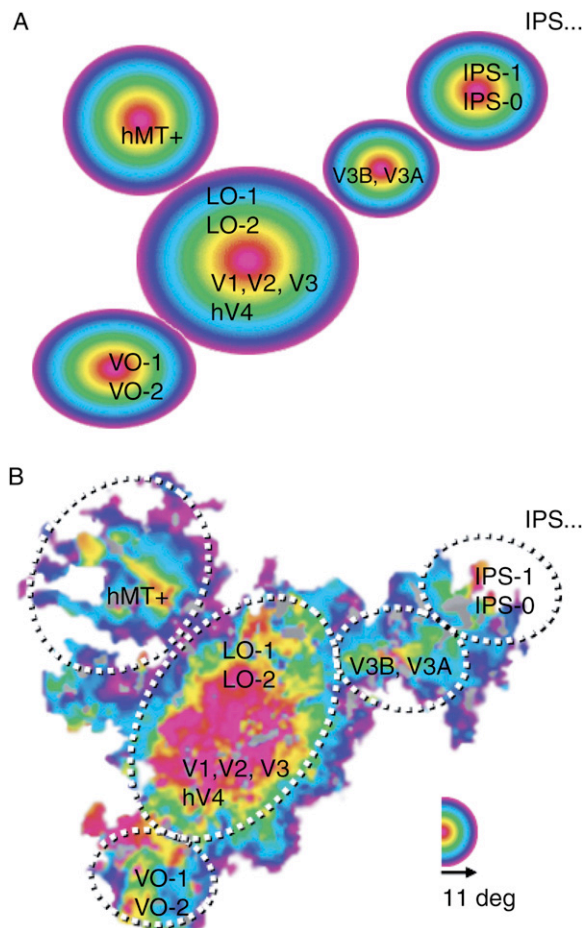 A
IPS...
IPS-1
IPS-0
hMT+
V3B, V3A
LO-1
LO-2
V1,V2, V3
hV4
VO-1
VO-2
B
IPS...
IPS-1
IPS-0
hMT+
LO-1
LO-2
V3B, V3A
V1,V2, V3
hV4
VO-1
VO-2
11 deg